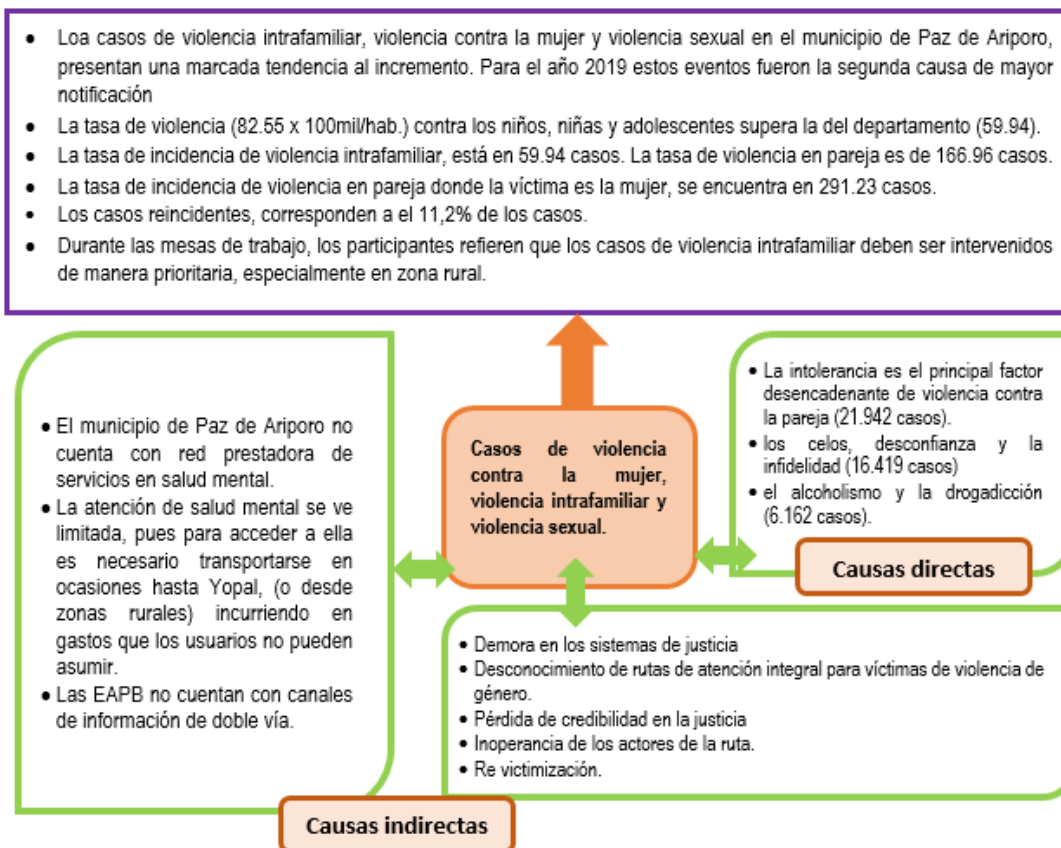 • Loa casos de violencia intrafamiliar, violencia contra la mujer y violencia sexual en el municipio de Paz de Ariporo,
presentan una marcada tendencia al incremento. Para el año 2019 estos eventos fueron la segunda causa de mayor
notificación
• La tasa de violencia (82.55 x 100mil/hab.) contra los niños, niñas y adolescentes supera la del departamento (59.94).
• La tasa de incidencia de violencia intrafamiliar, está en 59.94 casos. La tasa de violencia en pareja es de 166.96 casos.
• La tasa de incidencia de violencia en pareja donde la víctima es la mujer, se encuentra en 291.23 casos.
• Los casos reincidentes, corresponden a el 11,2% de los casos.
• Durante las mesas de trabajo, los participantes refieren que los casos de violencia intrafamiliar deben ser intervenidos
de manera prioritaria, especialmente en zona rural.
• El municipio de Paz de Ariporo no
cuenta con red prestadora de
servicios en salud mental.
• La atención de salud mental se ve
limitada, pues para acceder a ella
es necesario transportarse en
ocasiones hasta Yopal, (o desde
zonas rurales) incurriendo en
gastos que los usuarios no pueden
asumir.
• Las EAPB no cuentan con canales
de información de doble vía.
Casos de violencia
contra la mujer,
violencia intrafamiliar y
violencia sexual.
• La intolerancia es el principal factor
desencadenante de violencia contra
la pareja (21.942 casos).
• los celos, desconfianza y la
infidelidad (16.419 casos)
• el alcoholismo y la drogadicción
(6.162 casos).
Causas directas
• Demora en los sistemas de justicia
• Desconocimiento de rutas de atención integral para víctimas de violencia de
género.
• Pérdida de credibilidad en la justicia
• Inoperancia de los actores de la ruta.
• Re victimización.
Causas indirectas